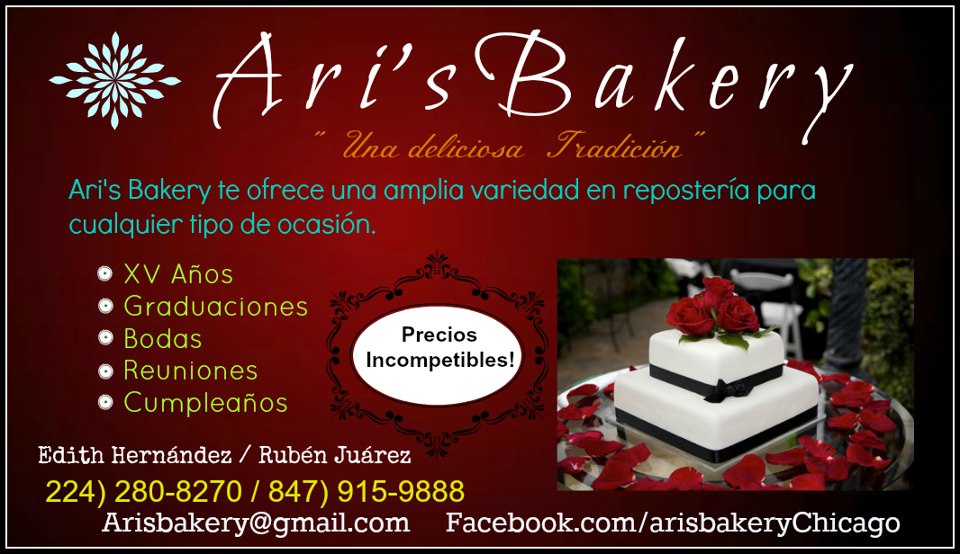 Ari's Bakery
" Una deliciosa Tradición "
Ari's Bakery te ofrece una amplia variedad en repostería para
cualquier tipo de ocasión.
XV Años
Graduaciones
Bodas
Reuniones
Cumpleaños
Precios
Incompetibles!
Edith Hernández / Rubén Juárez
224) 280-8270 / 847) 915-9888
Arisbakery@gmail.com Facebook.com/arisbakeryChicago